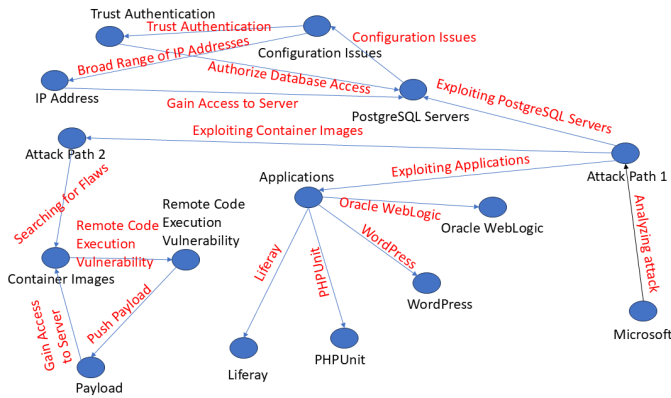 Trust Authentication
Trust Authentication
Configuration Issues
Configuration Issues
Broad Range of IP Addresses
Authorize Database Access
IP Address
Gain Access to Server
PostgreSQL Servers
Exploiting PostgreSQL Servers
Exploiting Container Images
Attack Path 2
Exploiting Applications
Attack Path 1
Applications
Searching for Flaws
Remote Code
Execution
Vulnerability
Remote Code
Execution
Vulnerability
Oracle WebLogic
Oracle WebLogic
Analyzing attack
Container Images
Liferay
PHPUnit
WordPress
WordPress
Gain Access
to Server
Push Payload
Microsoft
Payload
Liferay
PHPUnit